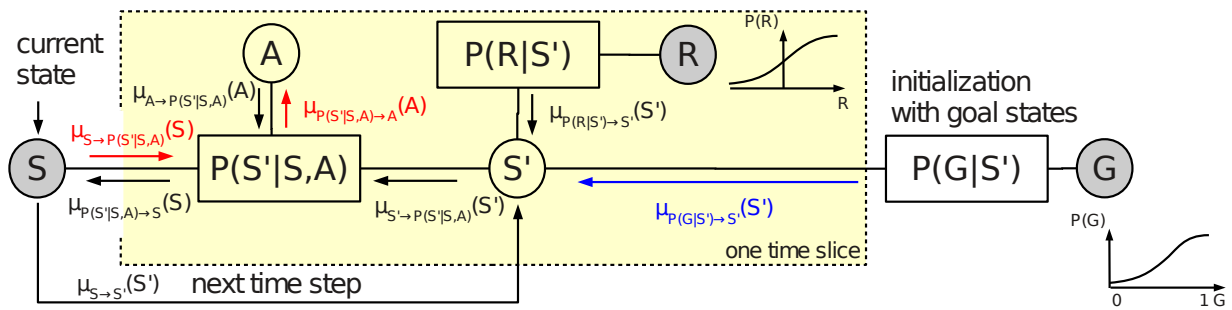 current
state
S
μS→P(S'|S,A)(S)
μP(S'|S,A)→S(S)
A
μA→P(S'|S,A)(A)
μP(S'|S,A)→A(A)
P(S'|S,A)
P(R|S')
R
μP(R|S')→S'(S')
P(R)
R
S'
μS'→P(S'|S,A)(S')
μP(G|S')→S'(S')
one time slice
initialization
with goal states
P(G|S')
G
P(G)
0
1 G
μS→S'(S')
next time step